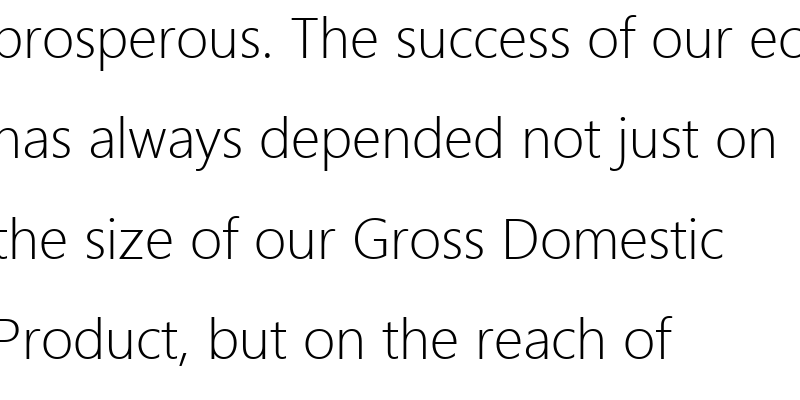 prosperous. The success of our ec
has always depended not just on
the size of our Gross Domestic
Product, but on the reach of